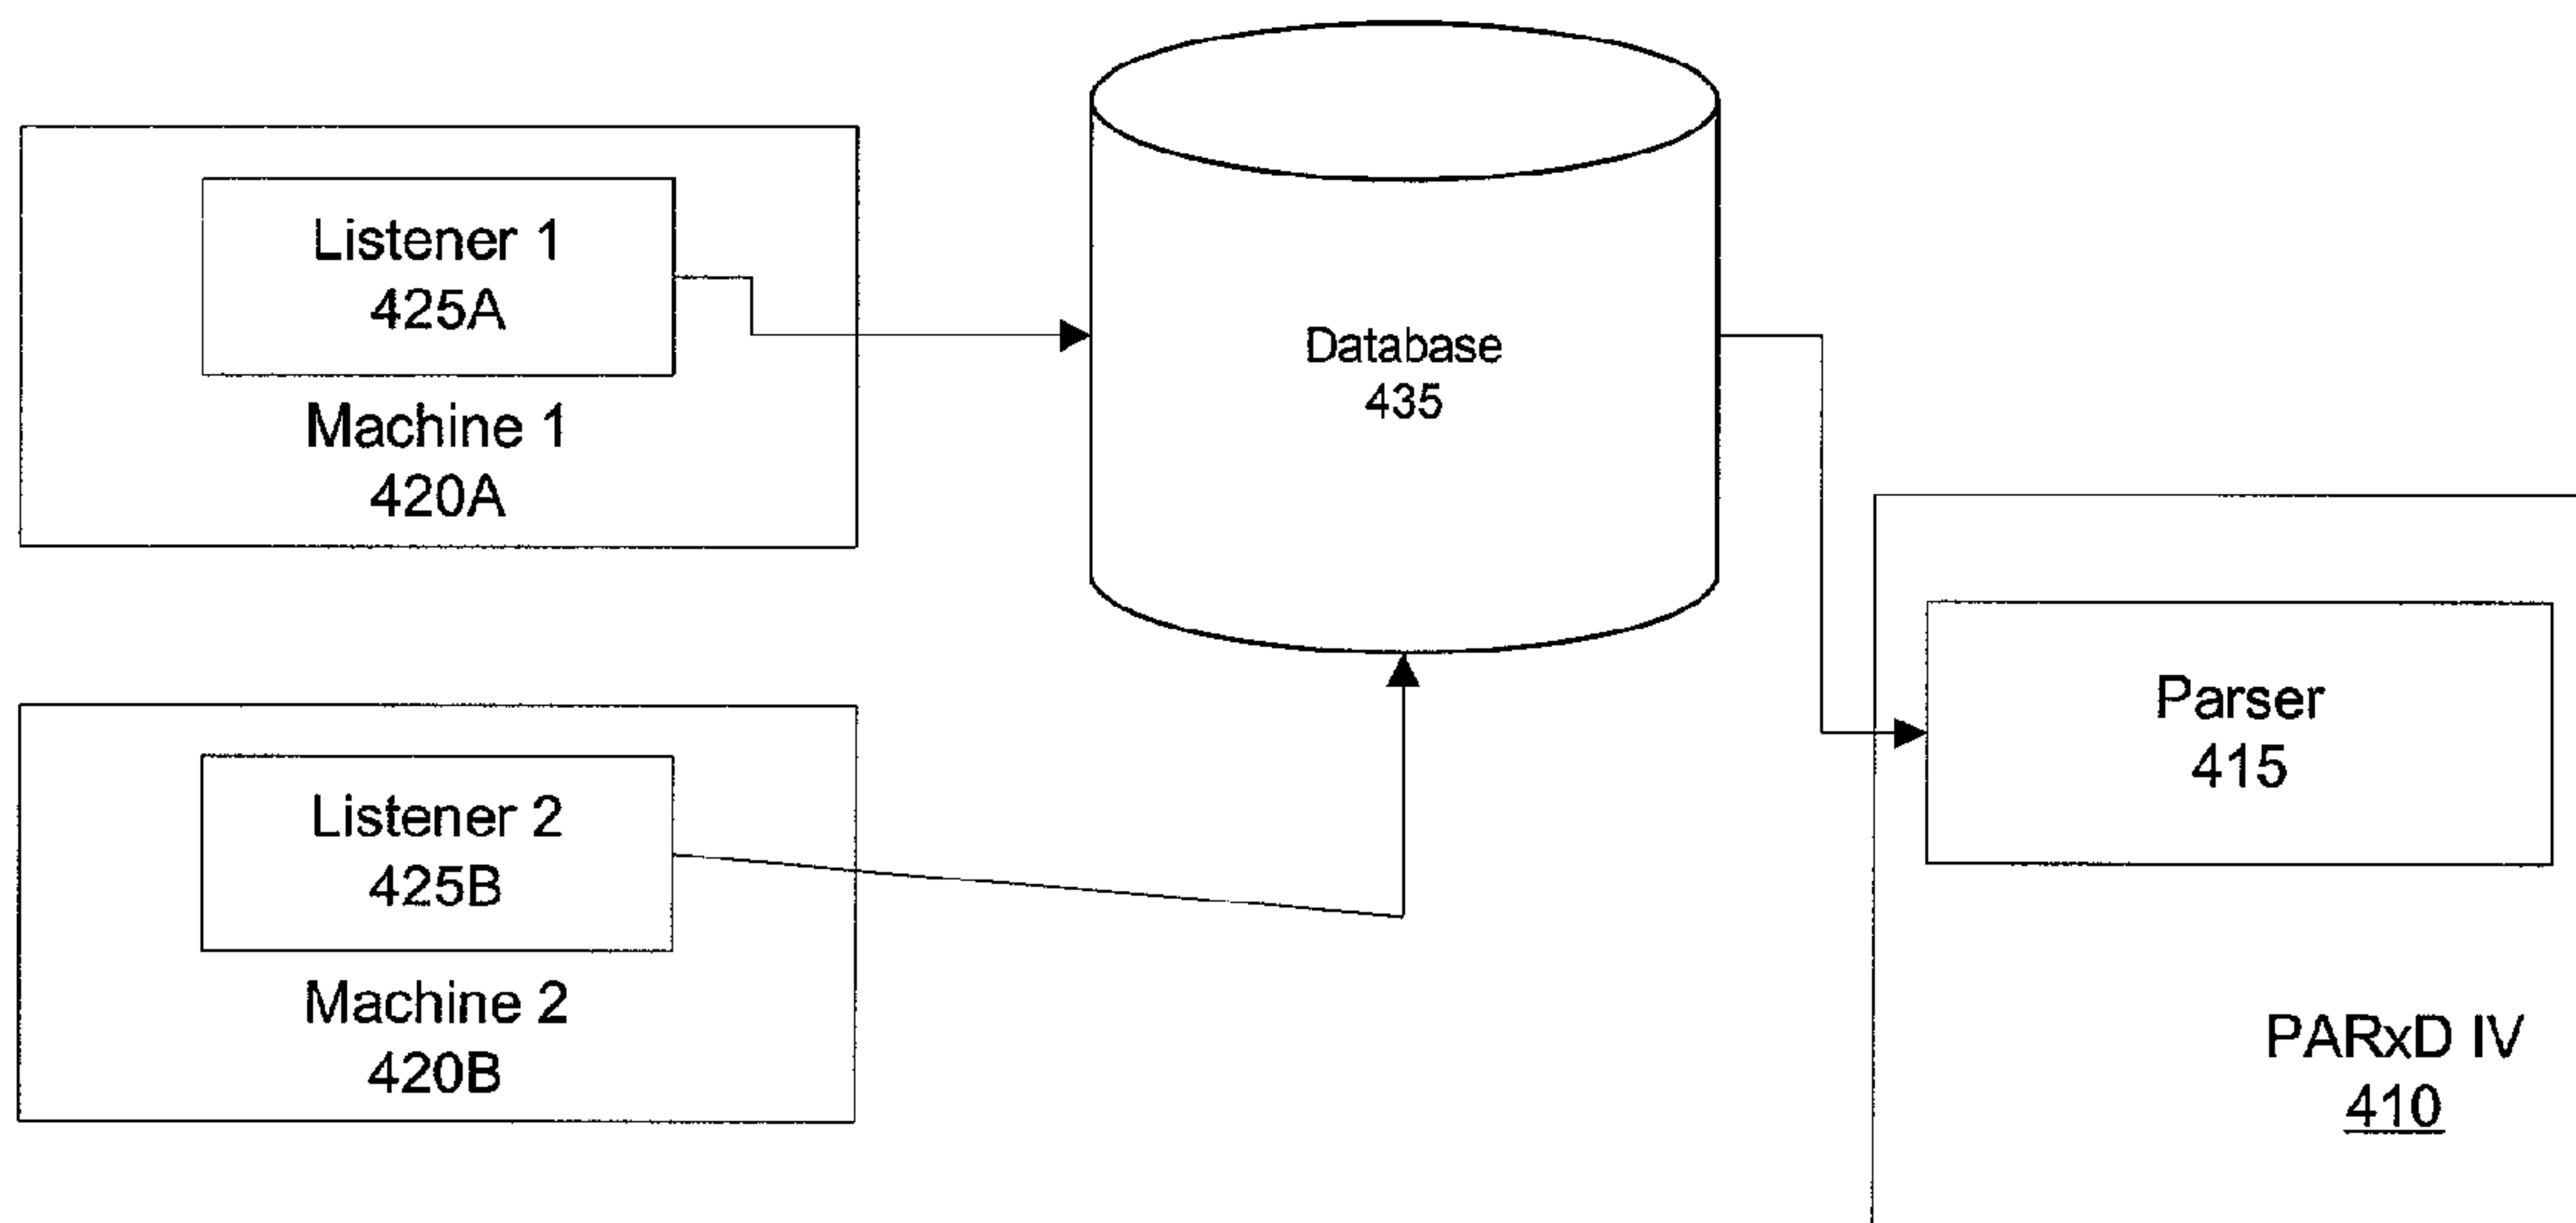 Listener 1
425A
Machine 1
420A
Database
435
Listener 2
425B
Machine 2
420B
Parser
415
PARxD IV
410